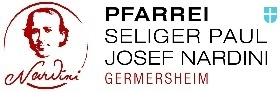 Nardini
PFARREI
SELIGER PAUL
JOSEF NARDINI
GERMERSHEIM